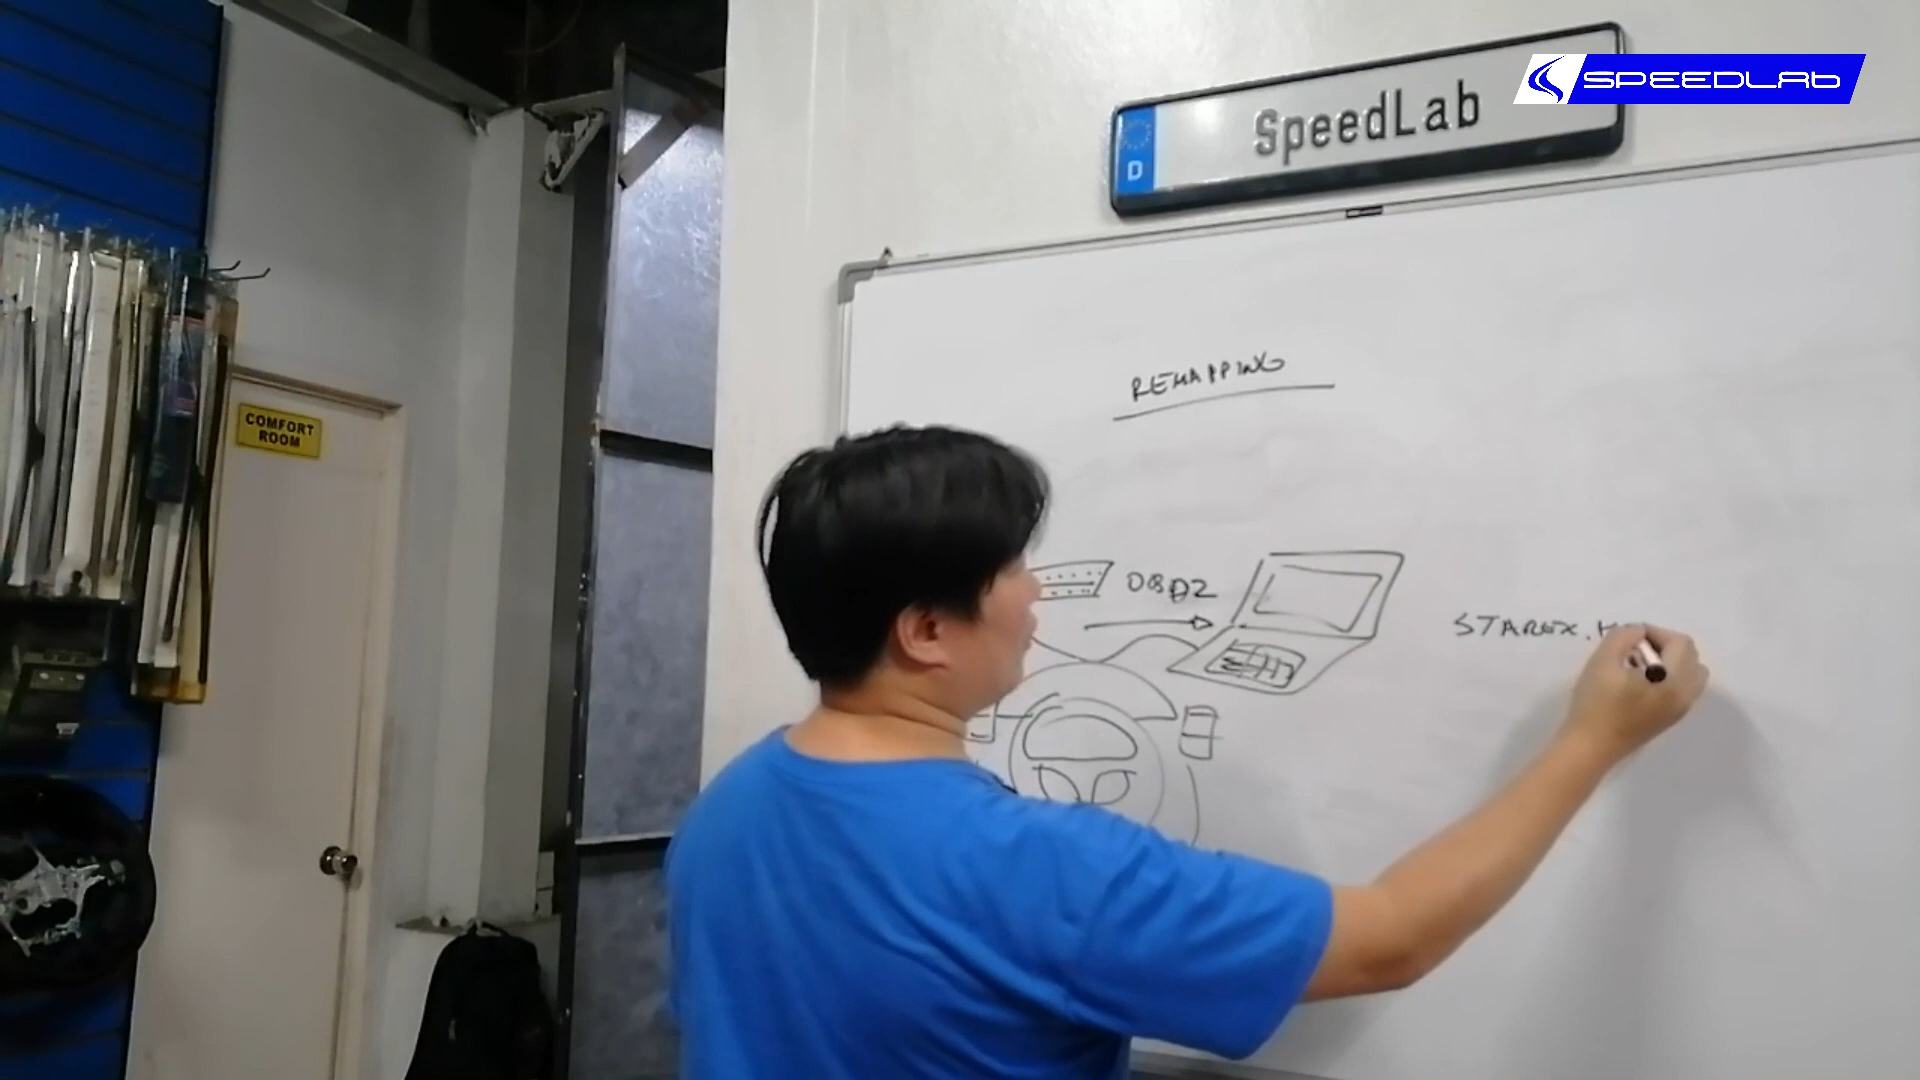 SPEEDLAB
SpeedLab
D
COMFORT
ROOM
REMAPPING
OBD2
STAREX.